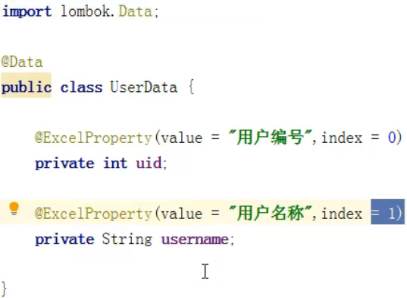 import lombok.Data;
@Data
public class UserData {
@ExcelProperty(value = "用户编号",index = 0)
private int uid;
@ExcelProperty(value = "用户名称",index = 1)
private String username;
}